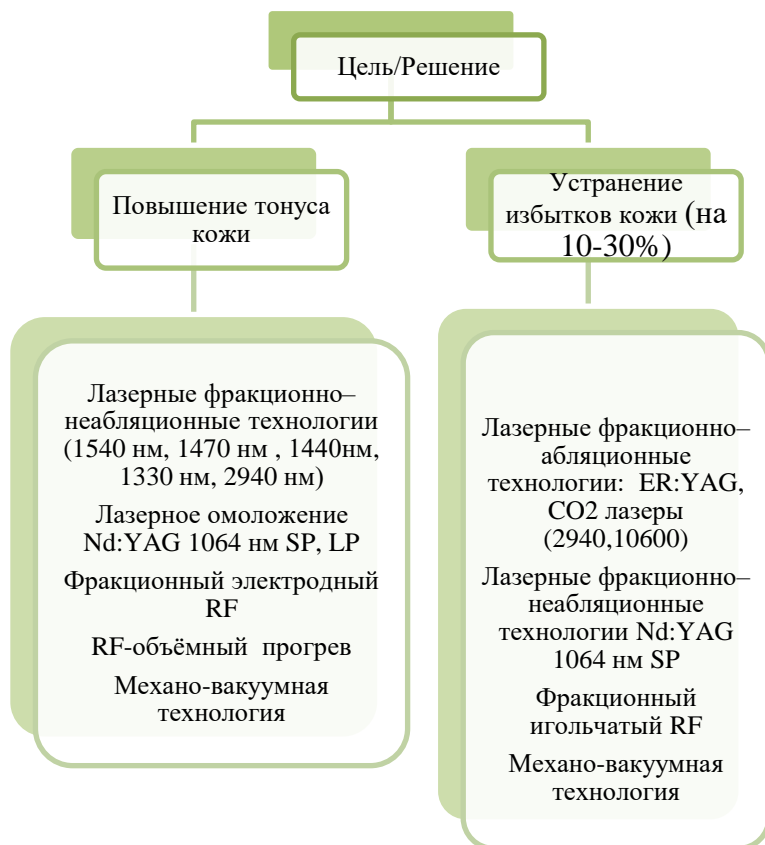 Цель/Решение
Повышение тонуса
кожи
Устранение
избытков кожи (на
10-30%)
Лазерные фракционно–
неабляционные технологии
(1540 нм, 1470 нм , 1440нм,
1330 нм, 2940 нм)
Лазерное омоложение
Nd:YAG 1064 нм SP, LP
Фракционный электродный
RF
RF-объёмный прогрев
Механо-вакуумная
технология
Лазерные фракционно–
абляционные
технологии: ER:YAG,
CO2 лазеры
(2940,10600)
Лазерные фракционно–
неабляционные
технологии Nd:YAG
1064 нм SP
Фракционный
игольчатый RF
Механо-вакуумная
технология